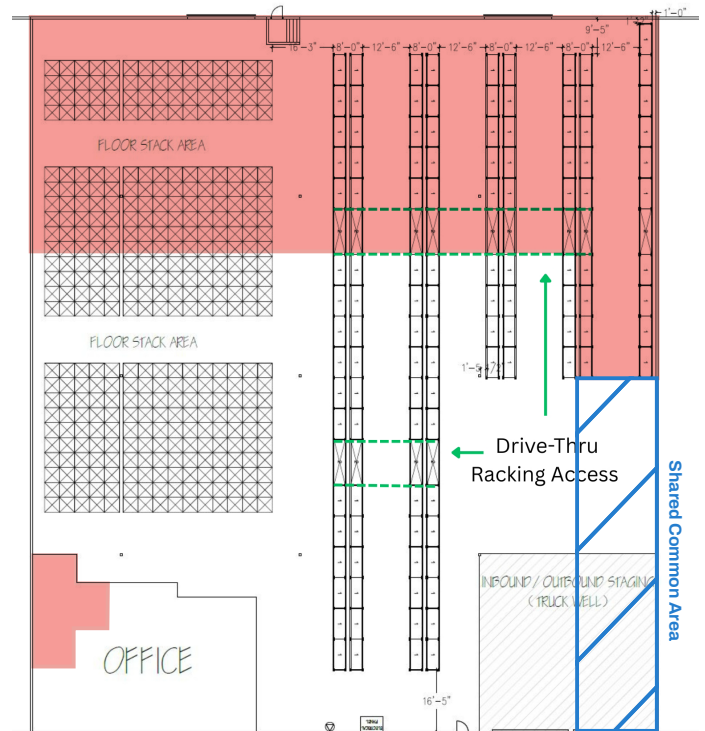 1'-0"
9'-5"
16'-3" 8'-0" 12'-6" 8'-0" 12'-6" 8'-0" 12'-6" 8'-0" 12'-6"
FLOOR STACK AREA
FLOOR STACK AREA
Drive-Thru
Racking Access
Shared Common Area
INBOUND / OUTBOUND STAGING
( TRUCK WELL)
OFFICE
16'-5"
ELECTRICAL
PANEL